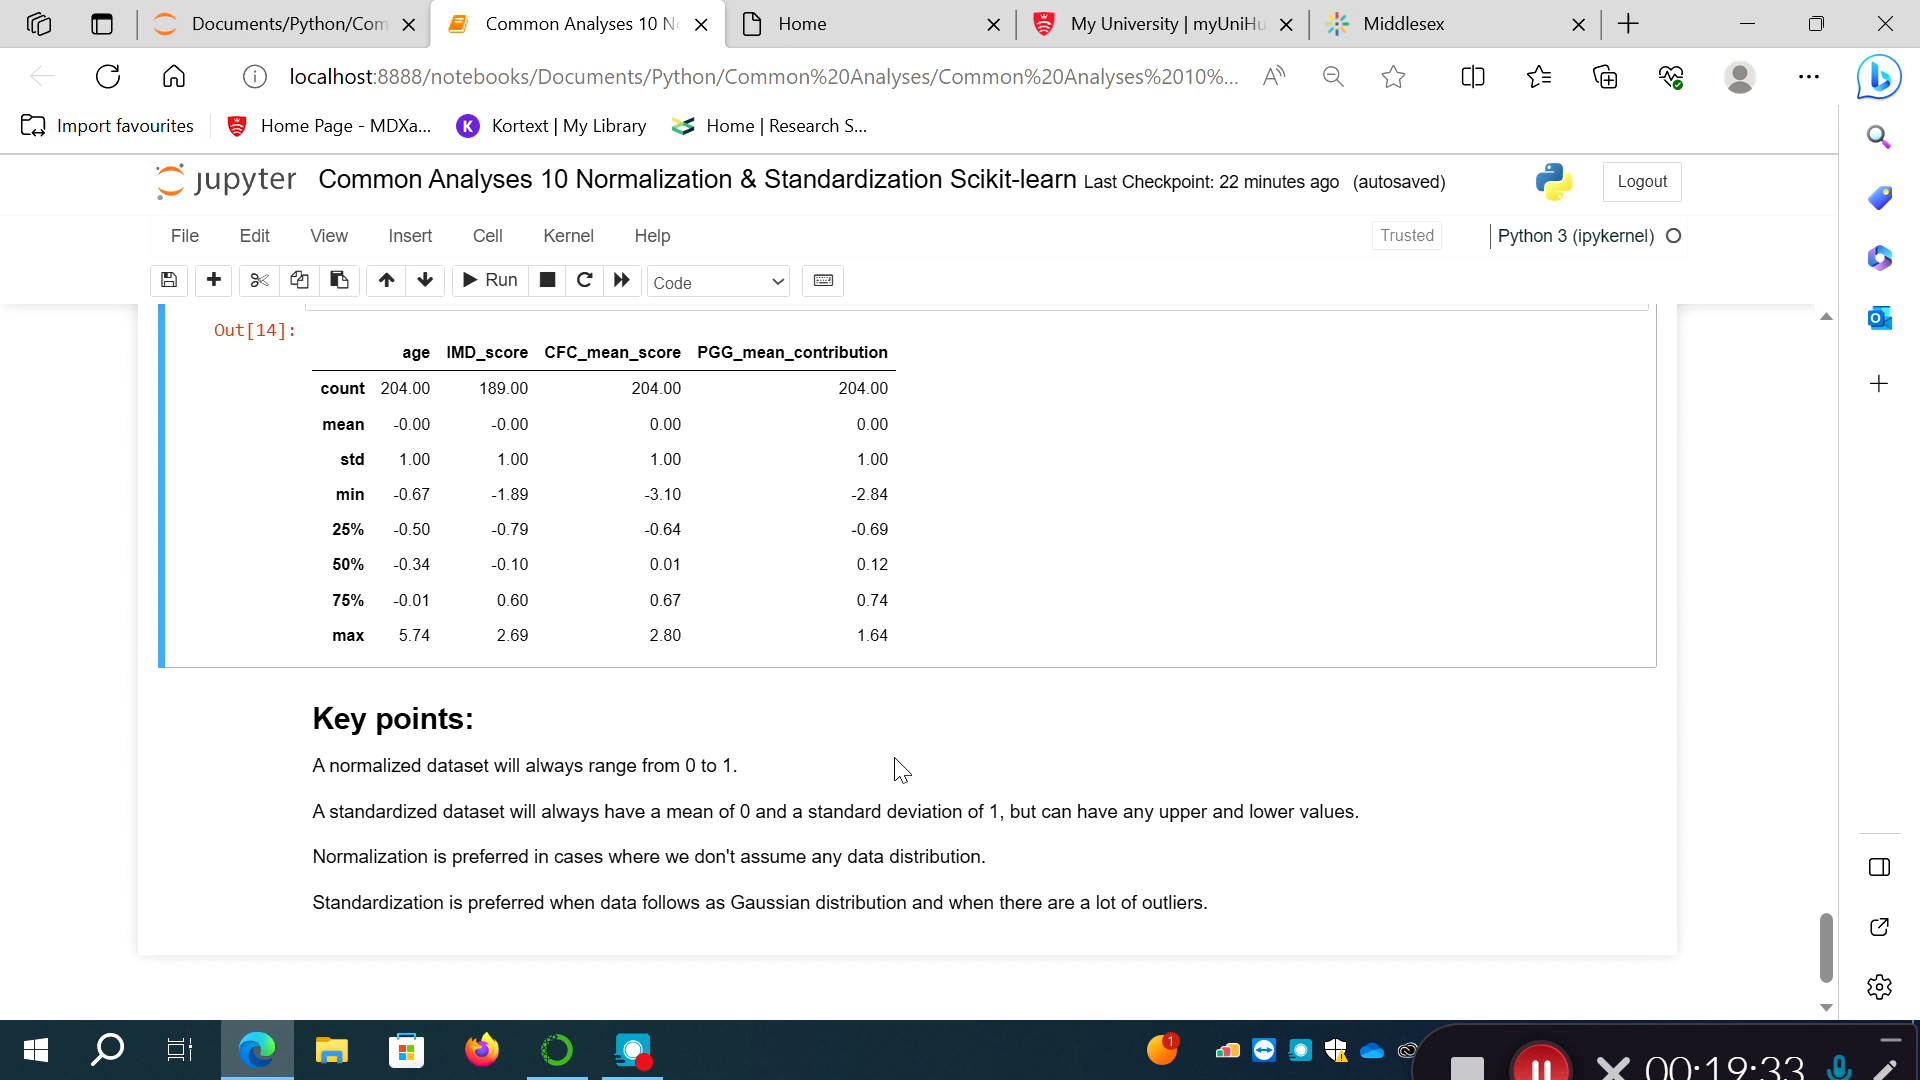 Documents/Python/Com
Common Analyses 10 N
Home
My University | myUniHu
Middlesex
localhost:8888/notebooks/Documents/Python/Common%20Analyses/Common%20Analyses%2010%...
Import favourites
Home Page - MDXa...
K
Kortext | My Library
Home | Research S...
jupyter Common Analyses 10 Normalization & Standardization Scikit-learn Last Checkpoint: 22 minutes ago (autosaved)
Logout
File Edit View Insert Cell Kernel Help
Trusted
Python 3 (ipykernel)
Run
Code
Out[14]:
age IMD_score CFC_mean_score PGG_mean_contribution
count 204.00 189.00 204.00 204.00
mean -0.00 -0.00 0.00 0.00
std 1.00 1.00 1.00 1.00
min -0.67 -1.89 -3.10 -2.84
25% -0.50 -0.79 -0.64 -0.69
50% -0.34 -0.10 0.01 0.12
75% -0.01 0.60 0.67 0.74
max 5.74 2.69 2.80 1.64
Key points:
A normalized dataset will always range from 0 to 1.
A standardized dataset will always have a mean of 0 and a standard deviation of 1, but can have any upper and lower values.
Normalization is preferred in cases where we don't assume any data distribution.
Standardization is preferred when data follows as Gaussian distribution and when there are a lot of outliers.
1
00:19:33